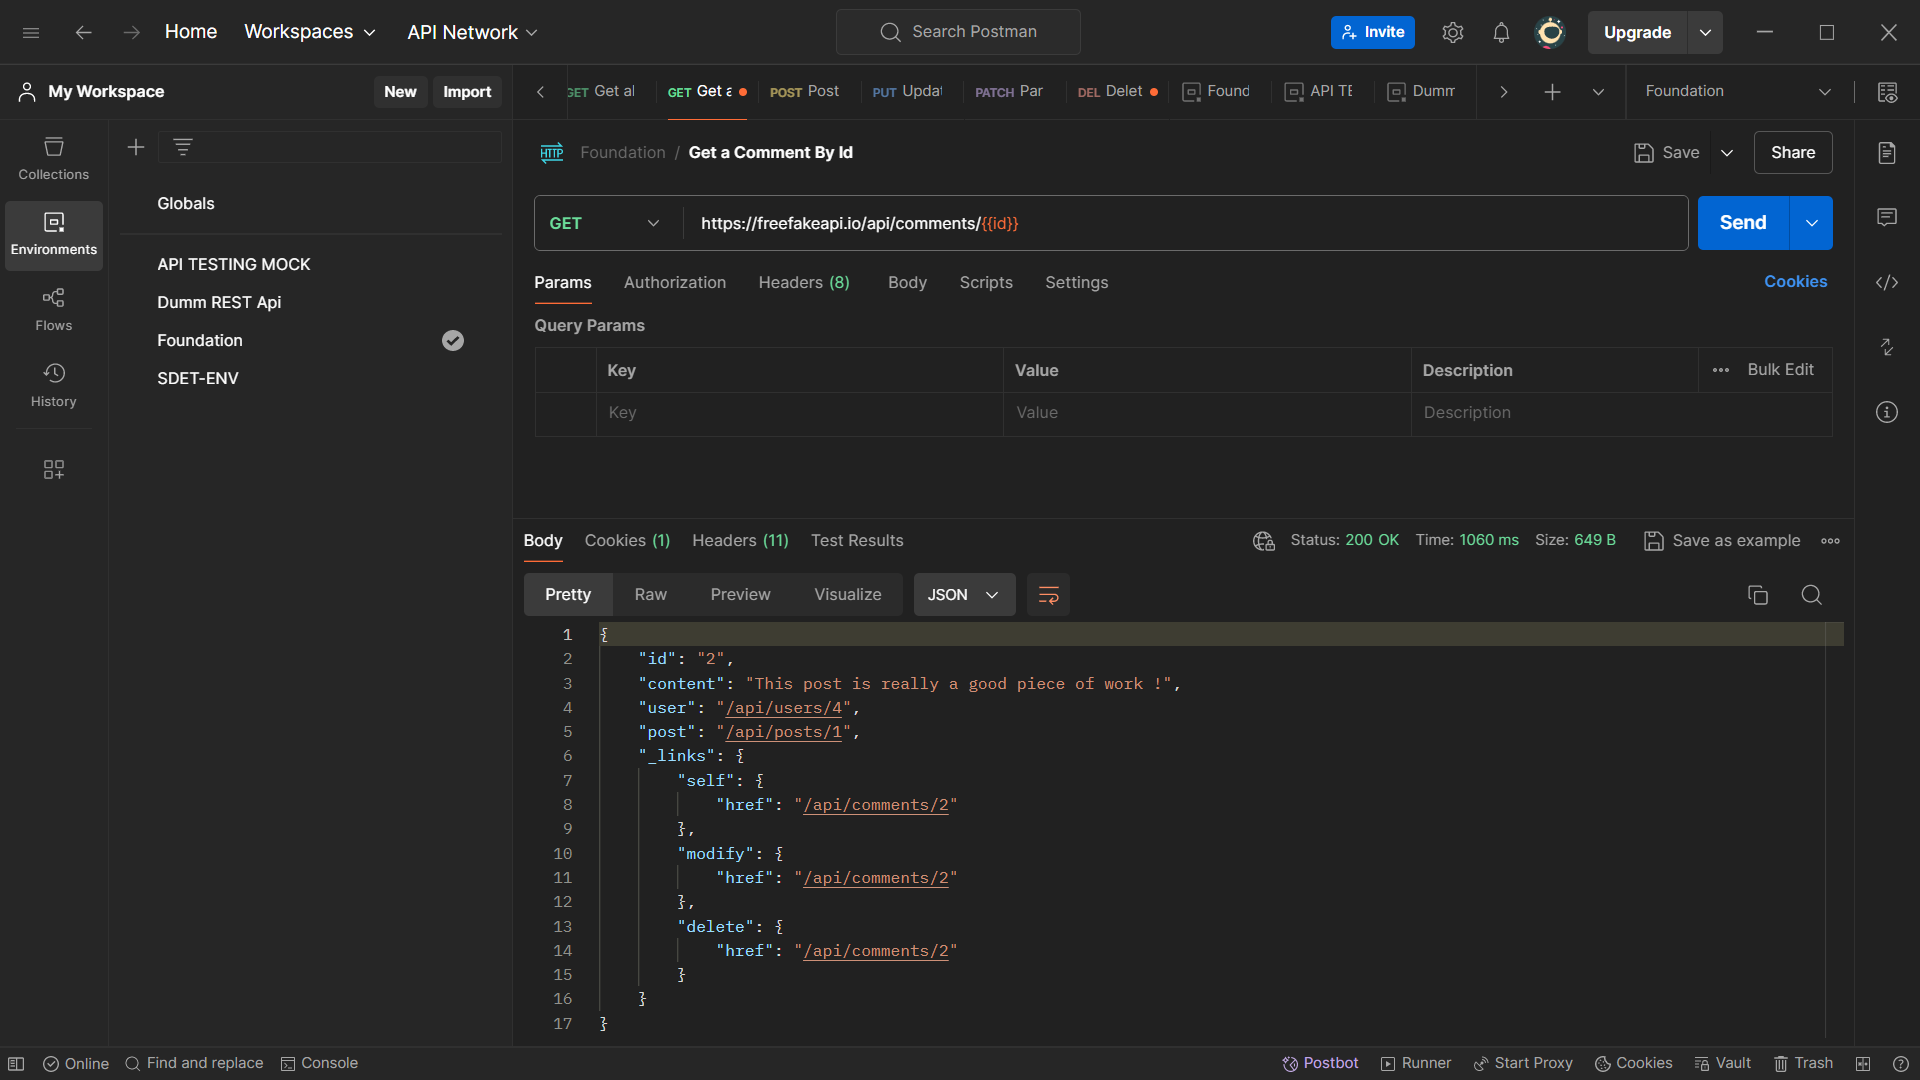 Home Workspaces API Network Search Postman Invite Upgrade
My Workspace New Import
GET Get al GET Get a POST Post PUT Updat PATCH Par DEL Delet Found API TE Dumm Foundation
Collections
Environments
Flows
History
Globals
API TESTING MOCK
Dumm REST Api
Foundation
SDET-ENV
HTTP Foundation / Get a Comment By Id Save Share
GET https://freefakeapi.io/api/comments/{{id}} Send
Params Authorization Headers (8) Body Scripts Settings Cookies
Query Params
Key Value Description Bulk Edit
Key Value Description
Body Cookies (1) Headers (11) Test Results Status: 200 OK Time: 1060 ms Size: 649 B Save as example
Pretty Raw Preview Visualize JSON
1 {
2 "id": "2",
3 "content": "This post is really a good piece of work !",
4 "user": "/api/users/4",
5 "post": "/api/posts/1",
6 "_links": {
7 "self": {
8 "href": "/api/comments/2"
9 },
10 "modify": {
11 "href": "/api/comments/2"
12 },
13 "delete": {
14 "href": "/api/comments/2"
15 }
16 }
17 }
Online Find and replace Console Postbot Runner Start Proxy Cookies Vault Trash